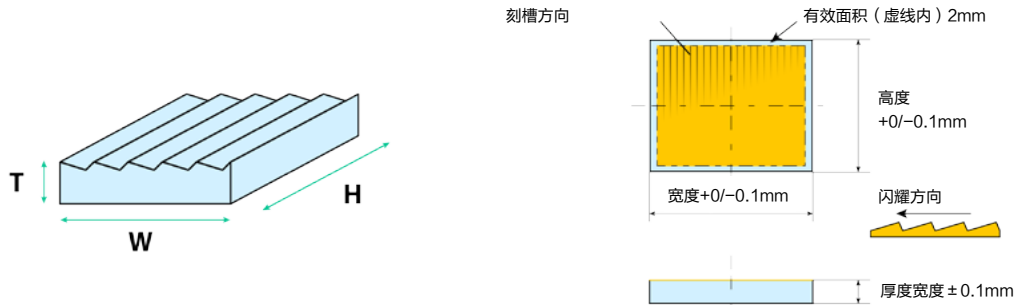 刻槽方向
有效面积（虚线内）2mm
高度
+0/−0.1mm
T
H
W
宽度+0/−0.1mm
闪耀方向
厚度宽度±0.1mm